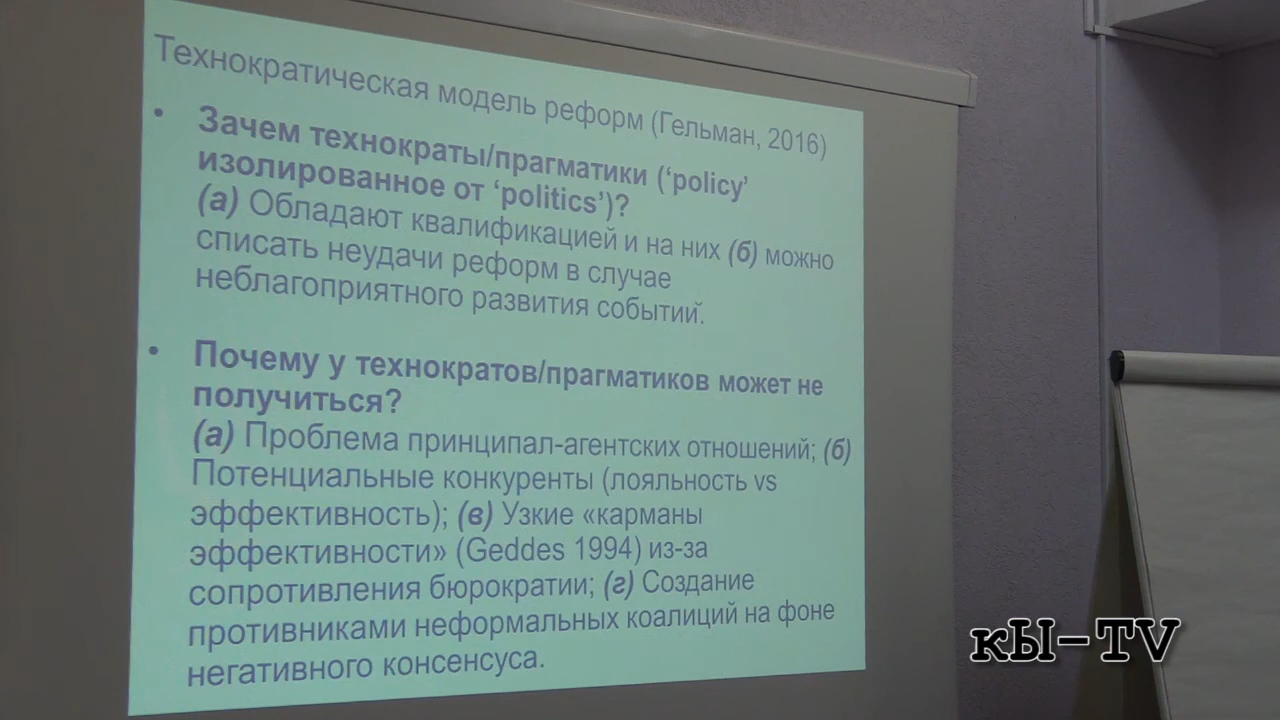 Технократическая модель реформ (Гельман, 2016)
• Зачем технократы/прагматики (‘policy’
изолированное от ‘politics’)?
(а) Обладают квалификацией и на них (б) можно
списать неудачи реформ в случае
неблагоприятного развития событий.
• Почему у технократов/прагматиков может не
получиться?
(а) Проблема принципал-агентских отношений; (б)
Потенциальные конкуренты (лояльность vs
эффективность); (в) Узкие «карманы
эффективности» (Geddes 1994) из-за
сопротивления бюрократии; (г) Создание
противниками неформальных коалиций на фоне
негативного консенсуса.
кЫ-TV